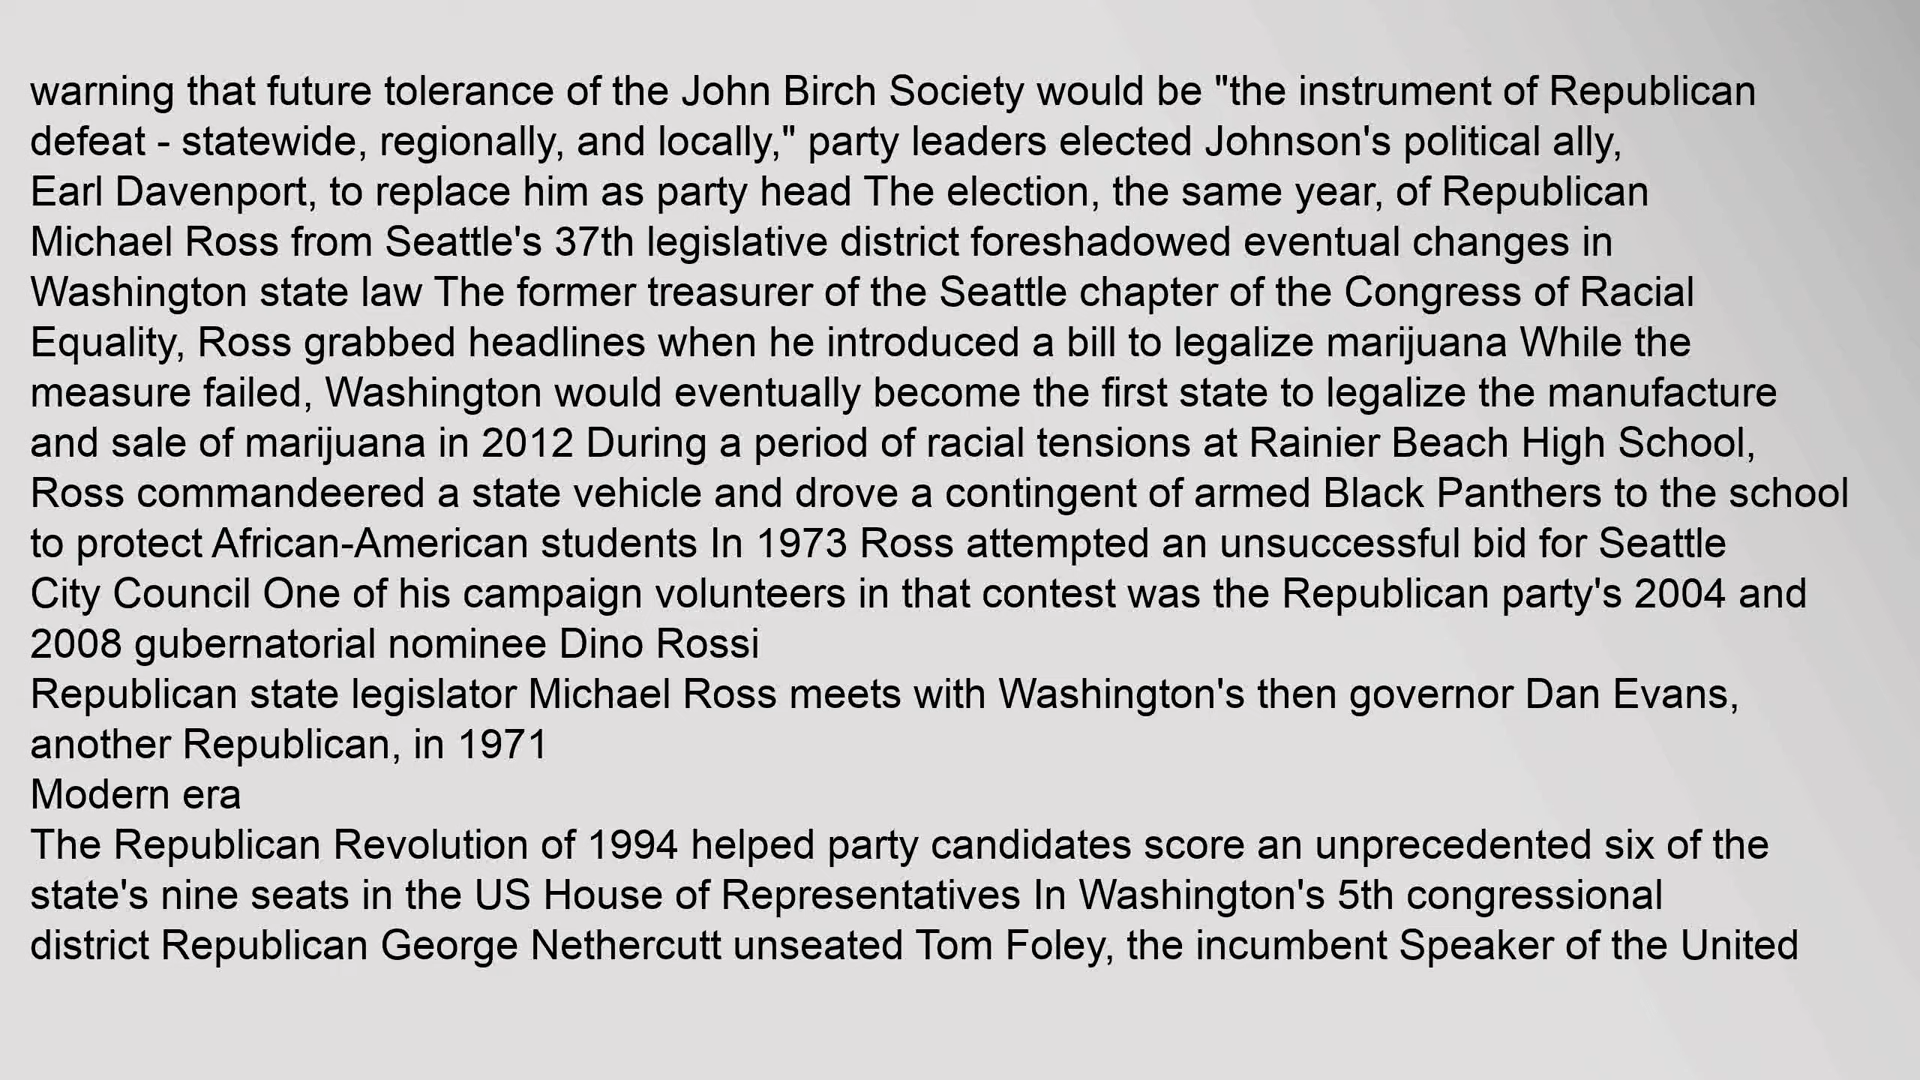 warning that future tolerance of the John Birch Society would be "the instrument of Republican
defeat - statewide, regionally, and locally," party leaders elected Johnson's political ally,
Earl Davenport, to replace him as party head The election, the same year, of Republican
Michael Ross from Seattle's 37th legislative district foreshadowed eventual changes in
Washington state law The former treasurer of the Seattle chapter of the Congress of Racial
Equality, Ross grabbed headlines when he introduced a bill to legalize marijuana While the
measure failed, Washington would eventually become the first state to legalize the manufacture
and sale of marijuana in 2012 During a period of racial tensions at Rainier Beach High School,
Ross commandeered a state vehicle and drove a contingent of armed Black Panthers to the school
to protect African-American students In 1973 Ross attempted an unsuccessful bid for Seattle
City Council One of his campaign volunteers in that contest was the Republican party's 2004 and
2008 gubernatorial nominee Dino Rossi
Republican state legislator Michael Ross meets with Washington's then governor Dan Evans,
another Republican, in 1971
Modern era
The Republican Revolution of 1994 helped party candidates score an unprecedented six of the
state's nine seats in the US House of Representatives In Washington's 5th congressional
district Republican George Nethercutt unseated Tom Foley, the incumbent Speaker of the United